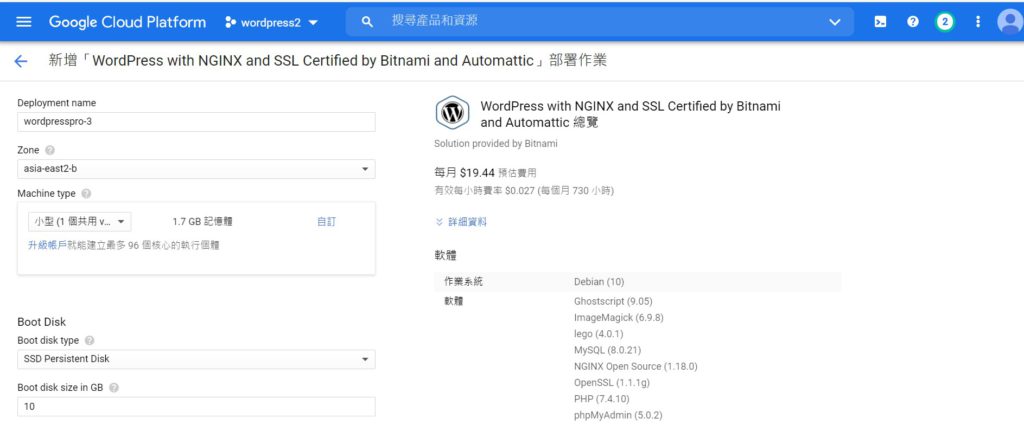 Google Cloud Platform
wordpress2
搜尋產品和資源
2
新增「WordPress with NGINX and SSL Certified by Bitnami and Automattic」部署作業
Deployment name
wordpresspro-3
Zone
asia-east2-b
Machine type
小型 (1 個共用 v...
1.7 GB 記憶體
自訂
升級帳戶就能建立最多 96 個核心的執行個體
Boot Disk
Boot disk type
SSD Persistent Disk
Boot disk size in GB
10
WordPress with NGINX and SSL Certified by Bitnami
and Automattic 總覽
Solution provided by Bitnami
每月 $19.44 預估費用
有效每小時費率 $0.027 (每個月 730 小時)
詳細資料
軟體
作業系統 Debian (10)
軟體 Ghostscript (9.05)
ImageMagick (6.9.8)
lego (4.0.1)
MySQL (8.0.21)
NGINX Open Source (1.18.0)
OpenSSL (1.1.1g)
PHP (7.4.10)
phpMyAdmin (5.0.2)